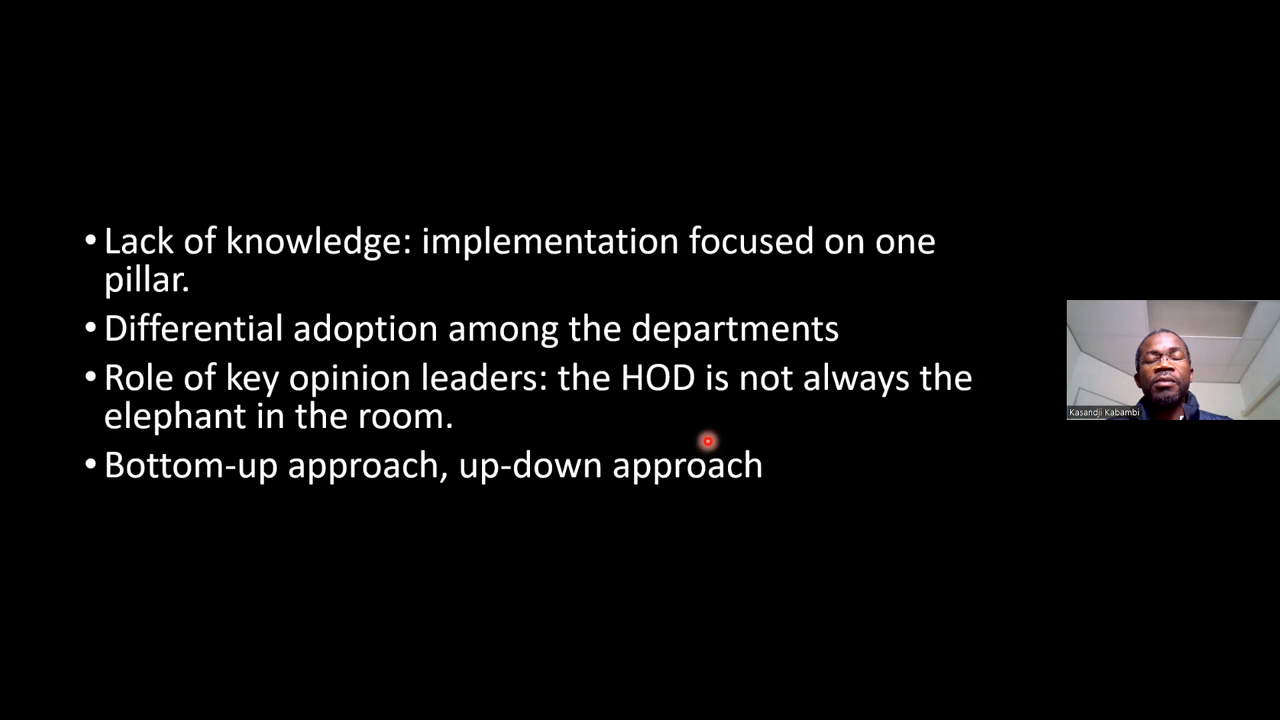 • Lack of knowledge: implementation focused on one
pillar.
• Differential adoption among the departments
• Role of key opinion leaders: the HOD is not always the
elephant in the room.
• Bottom-up approach, up-down approach
Kasandji Kabambi